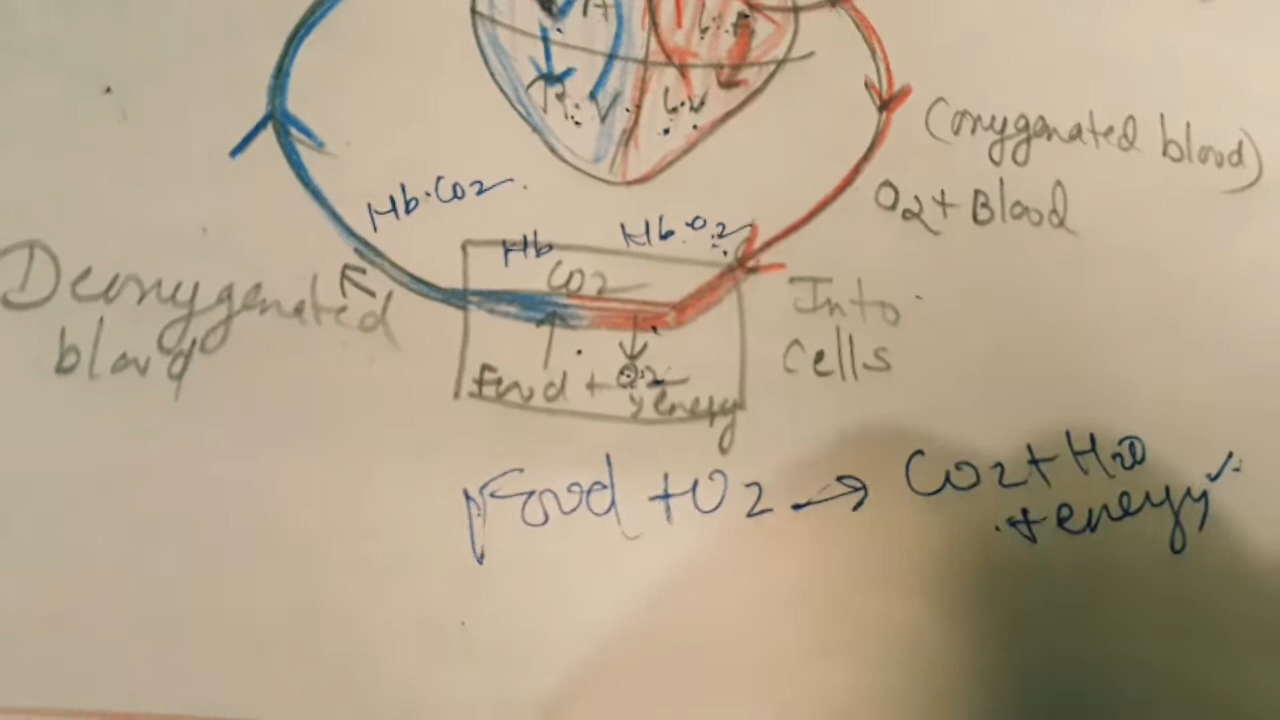 R.V.
L.V
(oxygenated blood)
O2 + Blood
Hb·CO2
Hb
Hb·O2
CO2
Deoxygenated
blood
Into
cells
Food + O2
energy
Food + O2 → CO2 + H2O
+ energy